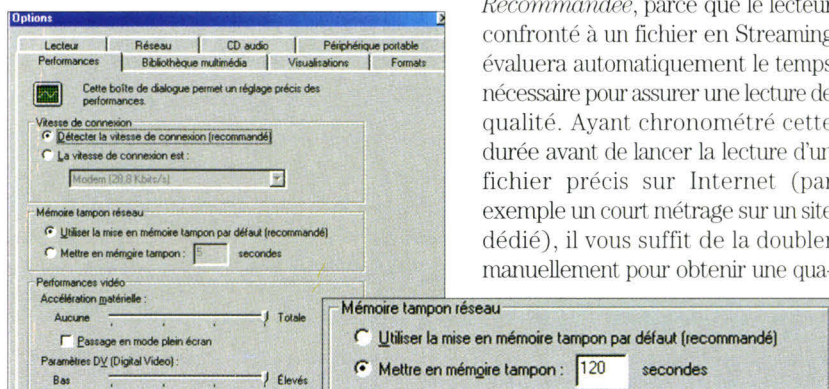 Options
Lecteur Réseau CD audio Périphérique portable
Performances Bibliothèque multimédia Visualisations Formats
Cette boîte de dialogue permet un réglage précis des
performances.
Vitesse de connexion
Détecter la vitesse de connexion (recommandé)
La vitesse de connexion est :
Modem (28,8 Kbits/s)
Mémoire tampon réseau
Utiliser la mise en mémoire tampon par défaut (recommandé)
Mettre en mémoire tampon : 5 secondes
Performances vidéo
Accélération matérielle :
Aucune Totale
Passage en mode plein écran
Paramètres DV (Digital Video) :
Bas Élevés
Recommandée, parce que le lecteur
confronté à un fichier en Streaming
évaluera automatiquement le temps
nécessaire pour assurer une lecture de
qualité. Ayant chronométré cette
durée avant de lancer la lecture d'un
fichier précis sur Internet (par
exemple un court métrage sur un site
dédié), il vous suffit de la doubler
manuellement pour obtenir une qua-
Mémoire tampon réseau
Utiliser la mise en mémoire tampon par défaut (recommandé)
Mettre en mémoire tampon : 120 secondes